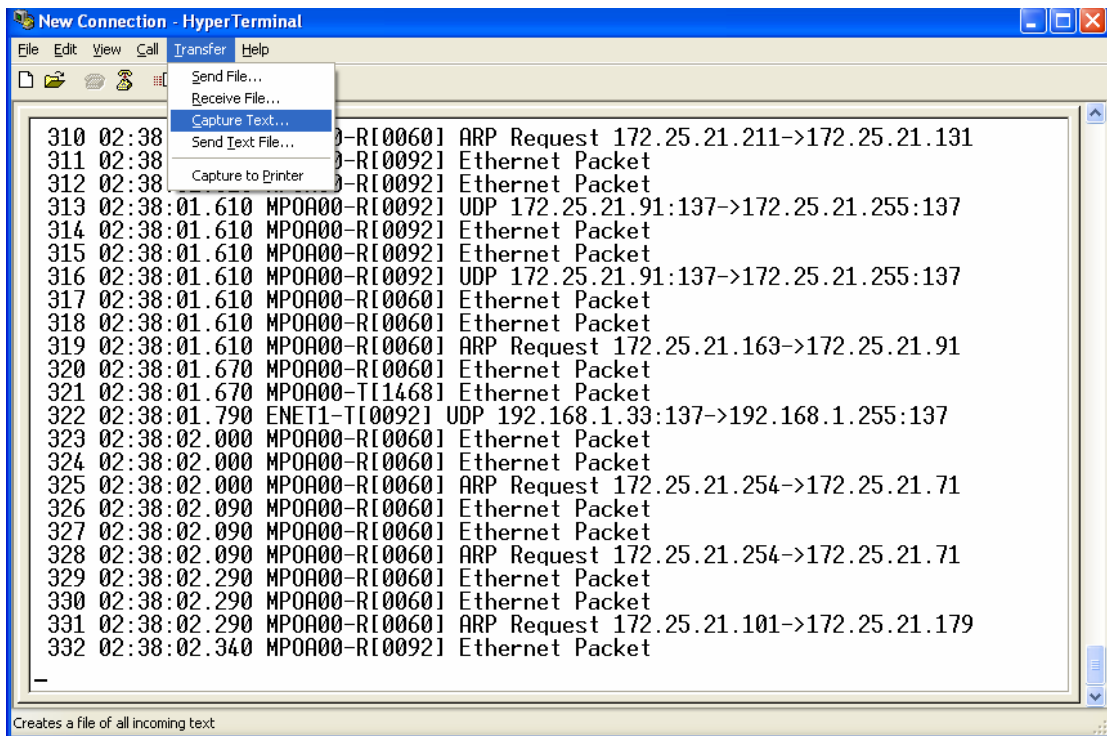 New Connection - HyperTerminal
File Edit View Call Transfer Help
Send File...
Receive File...
Capture Text...
Send Text File...
Capture to Printer
310 02:38 -R[0060] ARP Request 172.25.21.211->172.25.21.131
311 02:38 -R[0092] Ethernet Packet
312 02:38 -R[0092] Ethernet Packet
313 02:38:01.610 MPOA00-R[0092] UDP 172.25.21.91:137->172.25.21.255:137
314 02:38:01.610 MPOA00-R[0092] Ethernet Packet
315 02:38:01.610 MPOA00-R[0092] Ethernet Packet
316 02:38:01.610 MPOA00-R[0092] UDP 172.25.21.91:137->172.25.21.255:137
317 02:38:01.610 MPOA00-R[0060] Ethernet Packet
318 02:38:01.610 MPOA00-R[0060] Ethernet Packet
319 02:38:01.610 MPOA00-R[0060] ARP Request 172.25.21.163->172.25.21.91
320 02:38:01.670 MPOA00-R[0060] Ethernet Packet
321 02:38:01.670 MPOA00-T[1468] Ethernet Packet
322 02:38:01.790 ENET1-T[0092] UDP 192.168.1.33:137->192.168.1.255:137
323 02:38:02.000 MPOA00-R[0060] Ethernet Packet
324 02:38:02.000 MPOA00-R[0060] Ethernet Packet
325 02:38:02.000 MPOA00-R[0060] ARP Request 172.25.21.254->172.25.21.71
326 02:38:02.090 MPOA00-R[0060] Ethernet Packet
327 02:38:02.090 MPOA00-R[0060] Ethernet Packet
328 02:38:02.090 MPOA00-R[0060] ARP Request 172.25.21.254->172.25.21.71
329 02:38:02.290 MPOA00-R[0060] Ethernet Packet
330 02:38:02.290 MPOA00-R[0060] Ethernet Packet
331 02:38:02.290 MPOA00-R[0060] ARP Request 172.25.21.101->172.25.21.179
332 02:38:02.340 MPOA00-R[0092] Ethernet Packet
Creates a file of all incoming text